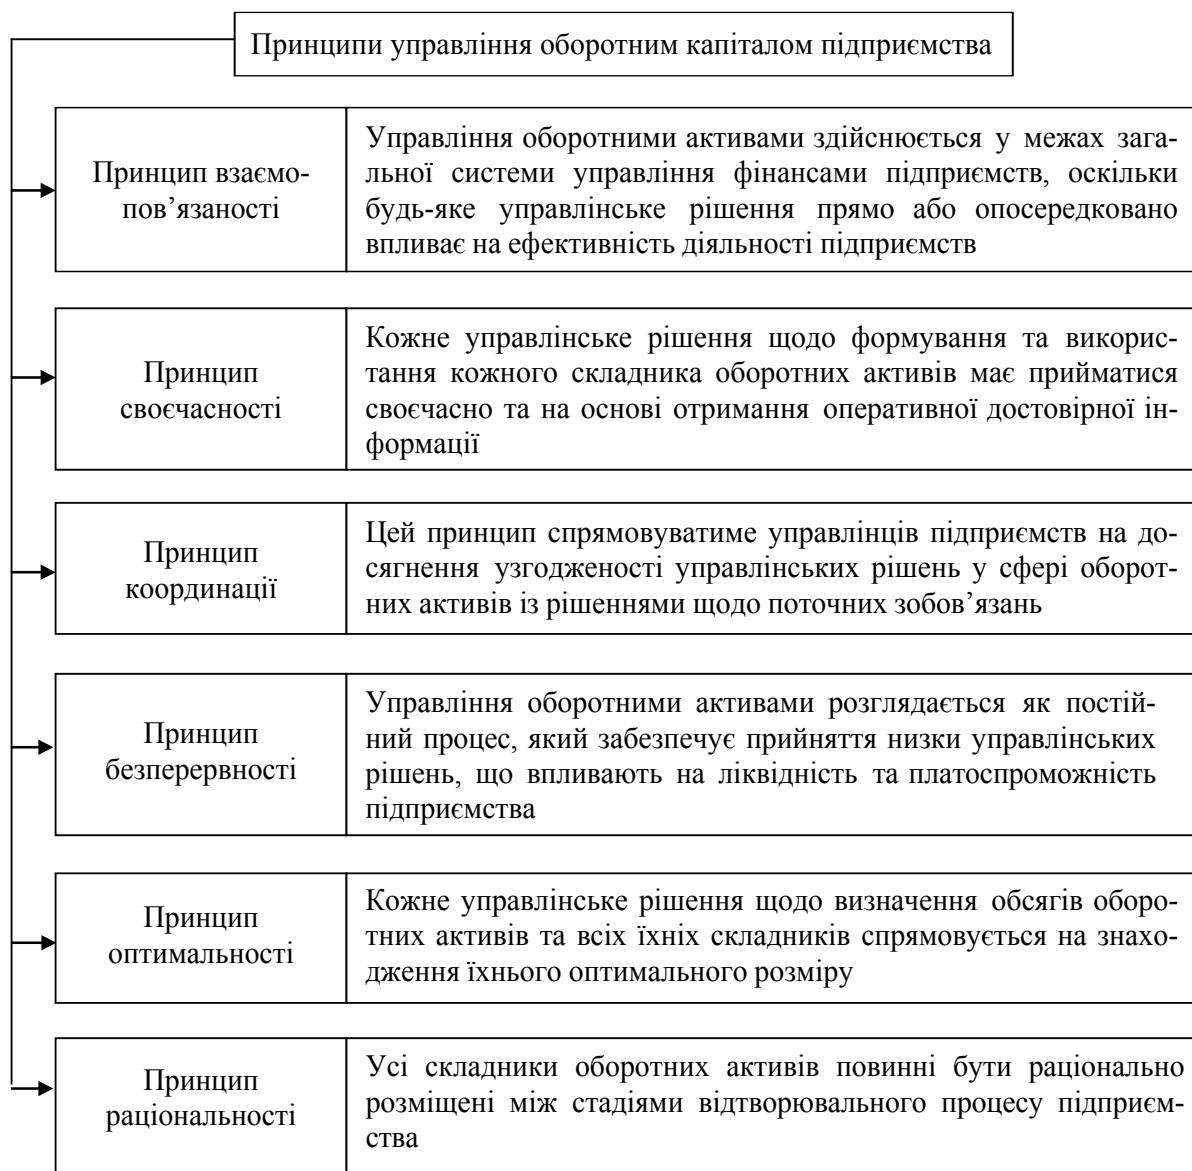 Принципи управління оборотним капіталом підприємства
Принцип взаємо-
пов’язаності
Управління оборотними активами здійснюється у межах зага-
льної системи управління фінансами підприємств, оскільки
будь-яке управлінське рішення прямо або опосередковано
впливає на ефективність діяльності підприємств
Принцип
своєчасності
Кожне управлінське рішення щодо формування та викорис-
тання кожного складника оборотних активів має прийматися
своєчасно та на основі отримання оперативної достовірної ін-
формації
Принцип
координації
Цей принцип спрямовуватиме управлінців підприємств на до-
сягнення узгодженості управлінських рішень у сфері оборот-
них активів із рішеннями щодо поточних зобов’язань
Принцип
безперервності
Управління оборотними активами розглядається як постій-
ний процес, який забезпечує прийняття низки управлінських
рішень, що впливають на ліквідність та платоспроможність
підприємства
Принцип
оптимальності
Кожне управлінське рішення щодо визначення обсягів оборо-
тних активів та всіх їхніх складників спрямовується на знахо-
дження їхнього оптимального розміру
Принцип
раціональності
Усі складники оборотних активів повинні бути раціонально
розміщені між стадіями відтворювального процесу підприєм-
ства